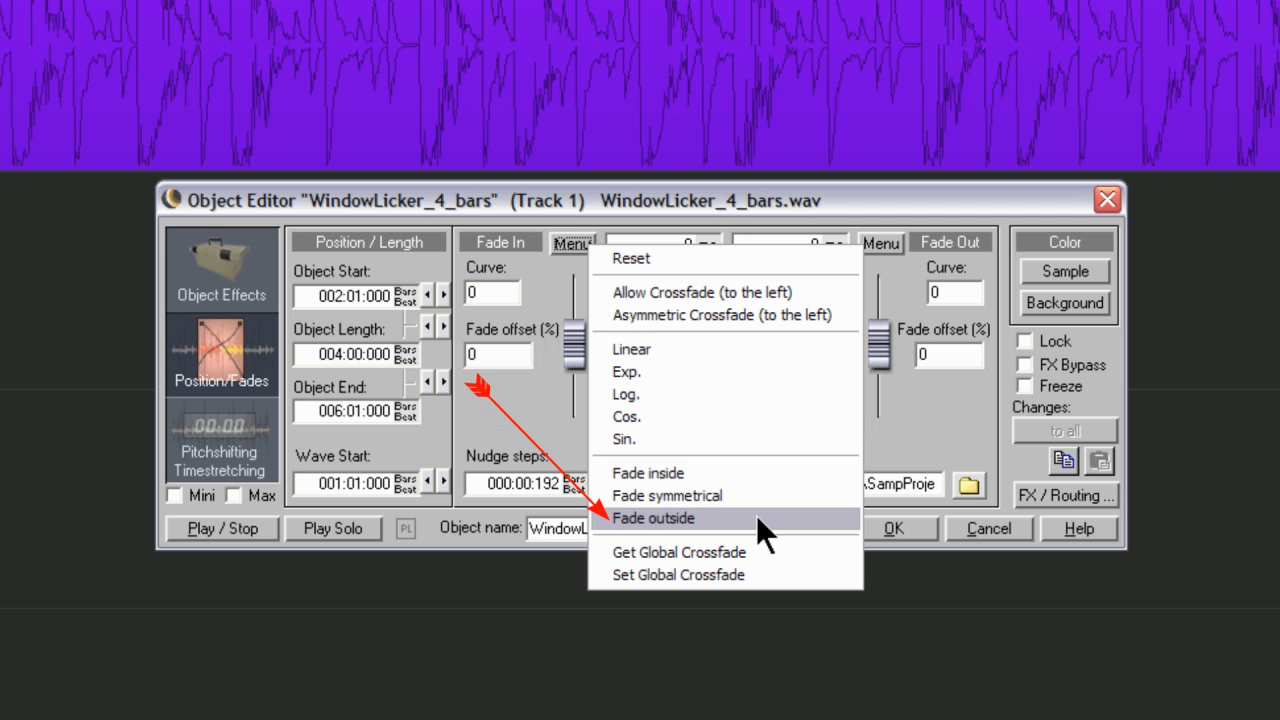 Object Editor "WindowLicker_4_bars" (Track 1) WindowLicker_4_bars.wav
Object Effects
Position/Fades
00:00
Pitchshifting
Timestretching
Mini Max
Position / Length
Object Start:
002:01:000 Bars Beat
Object Length:
004:00:000 Bars Beat
Object End:
006:01:000 Bars Beat
Wave Start:
001:01:000 Bars Beat
Fade In Menu
Curve:
0
Fade offset (%)
0
Nudge steps:
000:00:192 Bars
Reset
Allow Crossfade (to the left)
Asymmetric Crossfade (to the left)
Linear
Exp.
Log.
Cos.
Sin.
Fade inside
Fade symmetrical
Fade outside
Get Global Crossfade
Set Global Crossfade
Menu Fade Out
Curve:
0
Fade offset (%)
0
\SampProje
Color
Sample
Background
Lock
FX Bypass
Freeze
Changes:
to all
FX / Routing ...
Play / Stop Play Solo PL Object name: WindowL OK Cancel Help